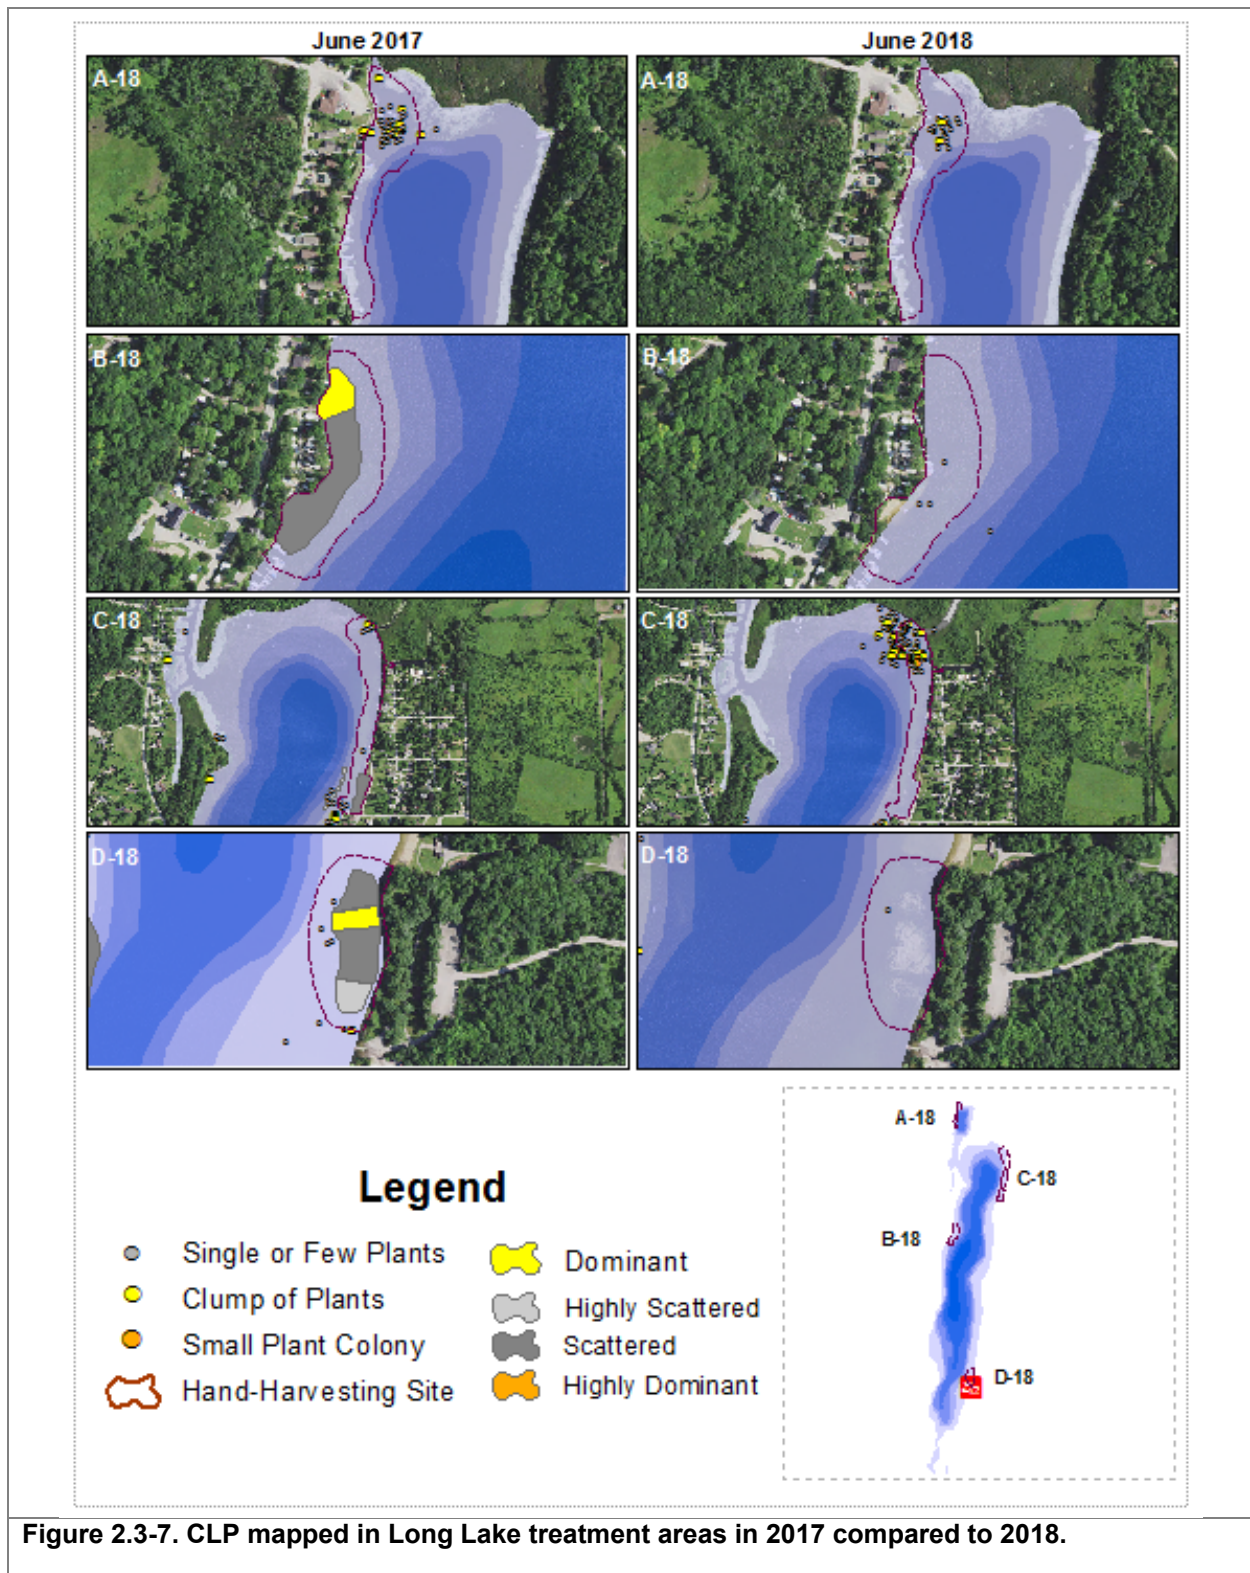 June 2017
June 2018
A-18
A-18
B-18
B-18
C-18
C-18
D-18
D-18
Legend
Single or Few Plants
Clump of Plants
Small Plant Colony
Hand-Harvesting Site
Dominant
Highly Scattered
Scattered
Highly Dominant
A-18
C-18
B-18
D-18
Figure 2.3-7. CLP mapped in Long Lake treatment areas in 2017 compared to 2018.